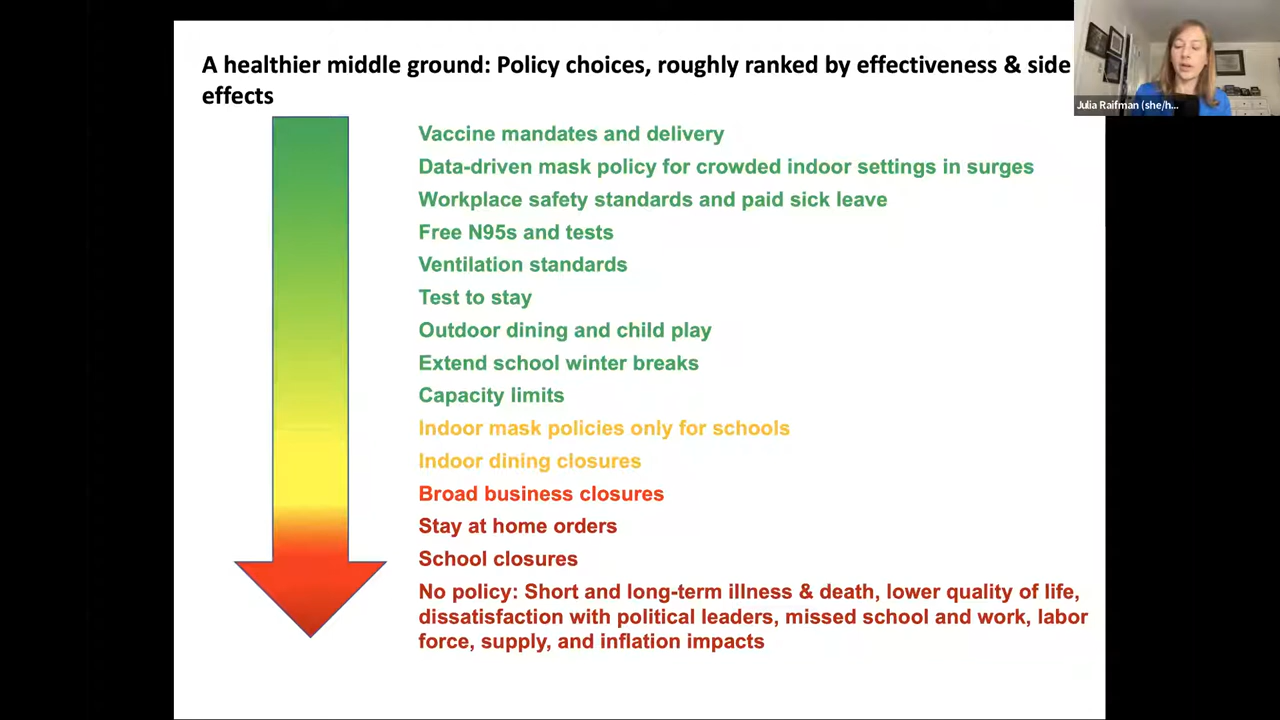 A healthier middle ground: Policy choices, roughly ranked by effectiveness & side
effects
Julia Raifman (she/h...
Vaccine mandates and delivery
Data-driven mask policy for crowded indoor settings in surges
Workplace safety standards and paid sick leave
Free N95s and tests
Ventilation standards
Test to stay
Outdoor dining and child play
Extend school winter breaks
Capacity limits
Indoor mask policies only for schools
Indoor dining closures
Broad business closures
Stay at home orders
School closures
No policy: Short and long-term illness & death, lower quality of life,
dissatisfaction with political leaders, missed school and work, labor
force, supply, and inflation impacts